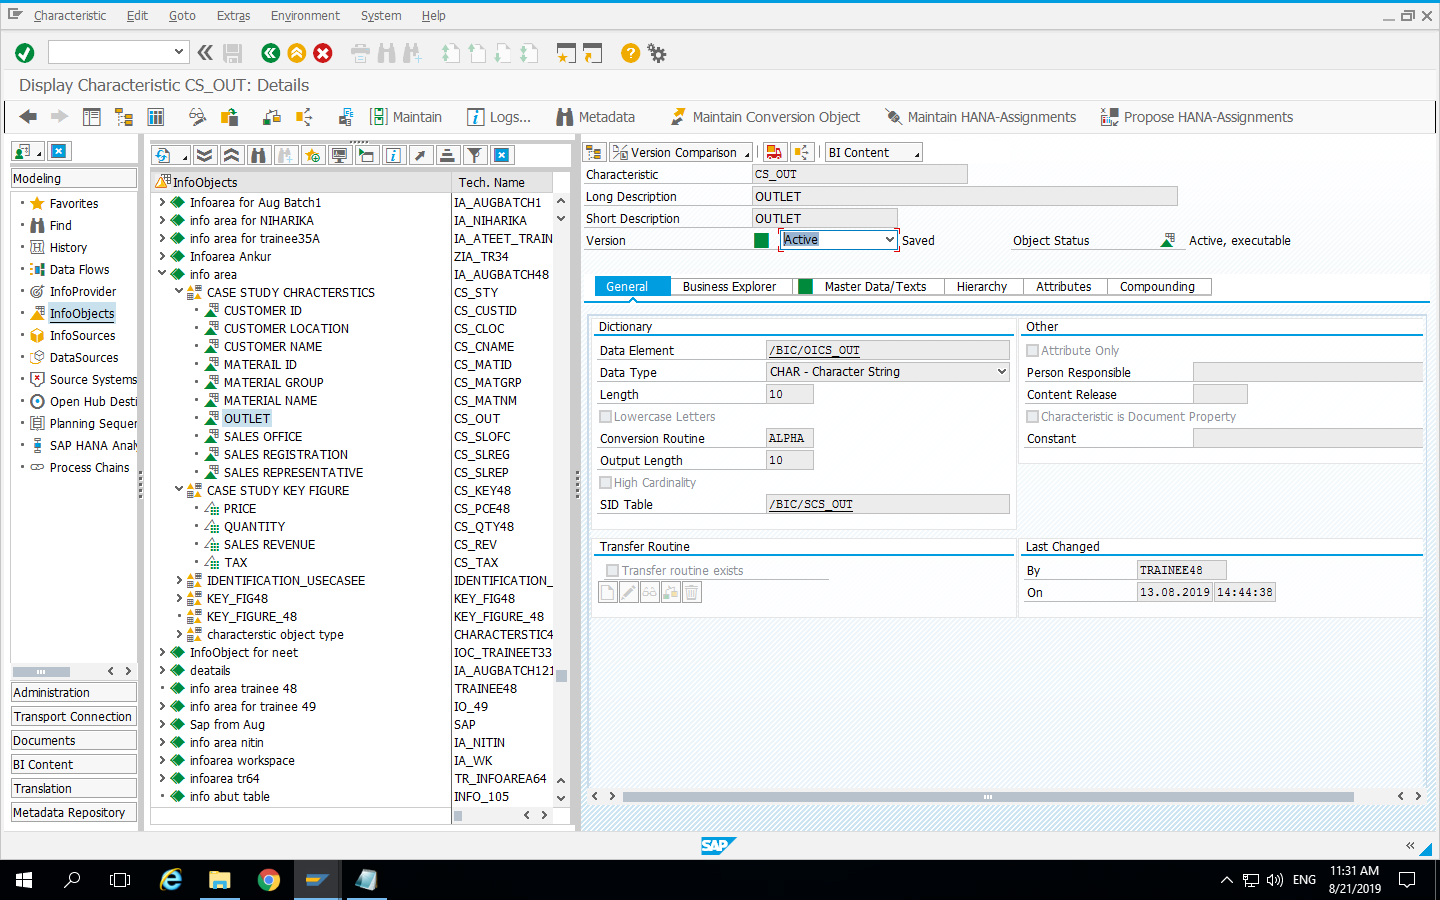 Characteristic Edit Goto Extras Environment System Help
Display Characteristic CS_OUT: Details
Maintain Logs... Metadata Maintain Conversion Object Maintain HANA-Assignments Propose HANA-Assignments
Modeling
Favorites
Find
History
Data Flows
InfoProvider
InfoObjects
InfoSources
DataSources
Source Systems
Open Hub Desti
Planning Sequer
SAP HANA Anal
Process Chains
Administration
Transport Connection
Documents
BI Content
Translation
Metadata Repository
InfoObjects Tech. Name
Infoarea for Aug Batch1 IA_AUGBATCH1
info area for NIHARIKA IA_NIHARIKA
info area for trainee35A IA_ATEET_TRAIN
Infoarea Ankur ZIA_TR34
info area IA_AUGBATCH48
CASE STUDY CHRACTERSTICS CS_STY
CUSTOMER ID CS_CUSTID
CUSTOMER LOCATION CS_CLOC
CUSTOMER NAME CS_CNAME
MATERAIL ID CS_MATID
MATERIAL GROUP CS_MATGRP
MATERIAL NAME CS_MATNM
OUTLET CS_OUT
SALES OFFICE CS_SLOFC
SALES REGISTRATION CS_SLREG
SALES REPRESENTATIVE CS_SLREP
CASE STUDY KEY FIGURE CS_KEY48
PRICE CS_PCE48
QUANTITY CS_QTY48
SALES REVENUE CS_REV
TAX CS_TAX
IDENTIFICATION_USECASEE IDENTIFICATION_
KEY_FIG48 KEY_FIG48
KEY_FIGURE_48 KEY_FIGURE_48
characterstic object type CHARACTERSTIC4
InfoObject for neet IOC_TRAINEET33
deatails IA_AUGBATCH121
info area trainee 48 TRAINEE48
info area for trainee 49 IO_49
Sap from Aug SAP
info area nitin IA_NITIN
infoarea workspace IA_WK
infoarea tr64 TR_INFOAREA64
info abut table INFO_105
Version Comparison BI Content
Characteristic CS_OUT
Long Description OUTLET
Short Description OUTLET
Version Active Saved Object Status Active, executable
General Business Explorer Master Data/Texts Hierarchy Attributes Compounding
Dictionary
Data Element /BIC/OICS_OUT
Data Type CHAR - Character String
Length 10
Lowercase Letters
Conversion Routine ALPHA
Output Length 10
High Cardinality
SID Table /BIC/SCS_OUT
Other
Attribute Only
Person Responsible
Content Release
Characteristic is Document Property
Constant
Transfer Routine
Transfer routine exists
Last Changed
By TRAINEE48
On 13.08.2019 14:44:38
SAP
11:31 AM
ENG
8/21/2019